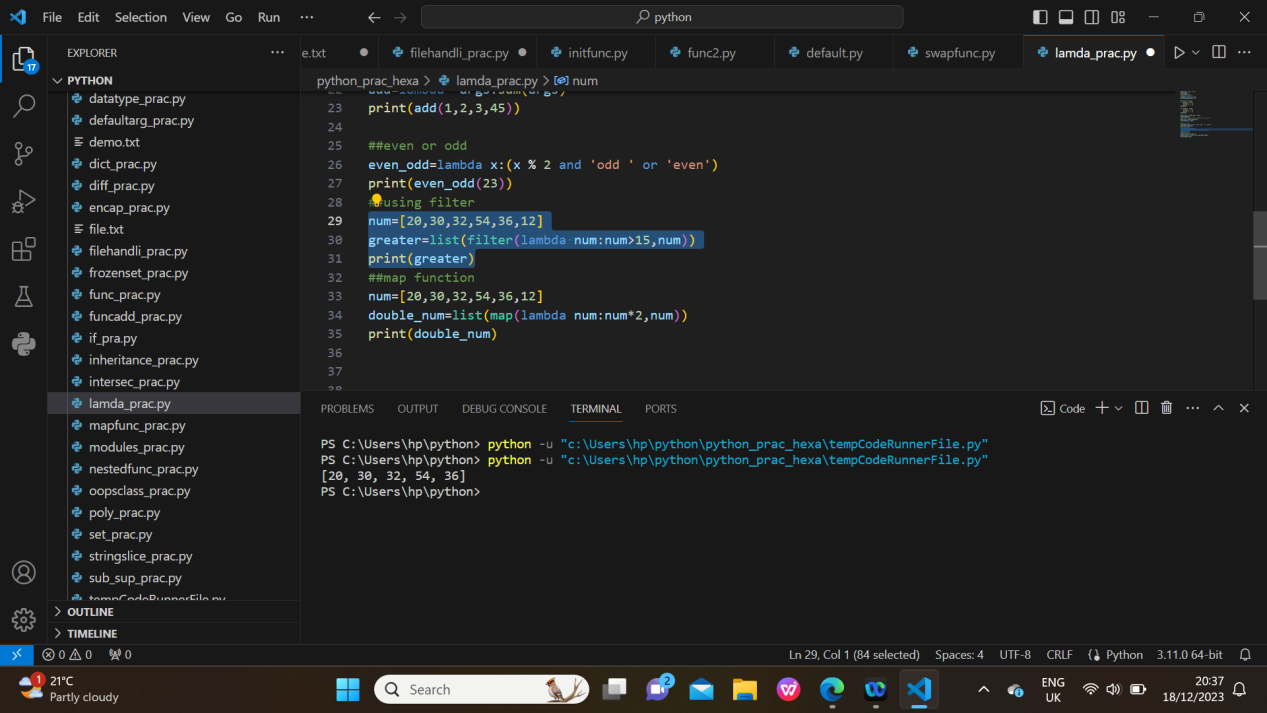 File Edit Selection View Go Run ··· python
EXPLORER ···
PYTHON
datatype_prac.py
defaultarg_prac.py
demo.txt
dict_prac.py
diff_prac.py
encap_prac.py
file.txt
filehandli_prac.py
frozenset_prac.py
func_prac.py
funcadd_prac.py
if_pra.py
inheritance_prac.py
intersec_prac.py
lamda_prac.py
mapfunc_prac.py
modules_prac.py
nestedfunc_prac.py
oopsclass_prac.py
poly_prac.py
set_prac.py
stringslice_prac.py
sub_sup_prac.py
tempCodeRunnerFile.py
OUTLINE
TIMELINE
17
e.txt filehandli_prac.py initfunc.py func2.py default.py swapfunc.py lamda_prac.py
python_prac_hexa > lamda_prac.py > num
23 print(add(1,2,3,45))
24
25 ##even or odd
26 even_odd=lambda x:(x % 2 and 'odd ' or 'even')
27 print(even_odd(23))
28 using filter
29 num=[20,30,32,54,36,12]
30 greater=list(filter(lambda num:num>15,num))
31 print(greater)
32 ##map function
33 num=[20,30,32,54,36,12]
34 double_num=list(map(lambda num:num*2,num))
35 print(double_num)
36
37
PROBLEMS OUTPUT DEBUG CONSOLE TERMINAL PORTS Code
PS C:\Users\hp\python> python -u "c:\Users\hp\python\python_prac_hexa\tempCodeRunnerFile.py"
PS C:\Users\hp\python> python -u "c:\Users\hp\python\python_prac_hexa\tempCodeRunnerFile.py"
[20, 30, 32, 54, 36]
PS C:\Users\hp\python>
0 0 0 Ln 29, Col 1 (84 selected) Spaces: 4 UTF-8 CRLF Python 3.11.0 64-bit
1 21°C
Partly cloudy
Search
2
ENG
UK
20:37
18/12/2023